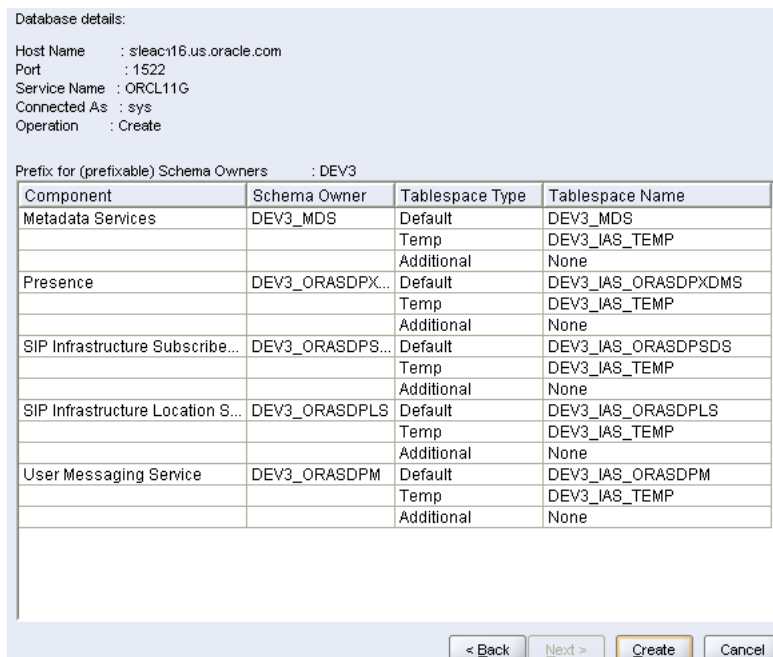 Database details:
Host Name : sleacn16.us.oracle.com
Port : 1522
Service Name : ORCL11G
Connected As : sys
Operation : Create
Prefix for (prefixable) Schema Owners : DEV3
Component Schema Owner Tablespace Type Tablespace Name
Metadata Services DEV3_MDS Default DEV3_MDS
Temp DEV3_IAS_TEMP
Additional None
Presence DEV3_ORASDPX... Default DEV3_IAS_ORASDPXDMS
Temp DEV3_IAS_TEMP
Additional None
SIP Infrastructure Subscribe... DEV3_ORASDPS... Default DEV3_IAS_ORASDPSDS
Temp DEV3_IAS_TEMP
Additional None
SIP Infrastructure Location S... DEV3_ORASDPLS Default DEV3_IAS_ORASDPLS
Temp DEV3_IAS_TEMP
Additional None
User Messaging Service DEV3_ORASDPM Default DEV3_IAS_ORASDPM
Temp DEV3_IAS_TEMP
Additional None
< Back Next > Create Cancel